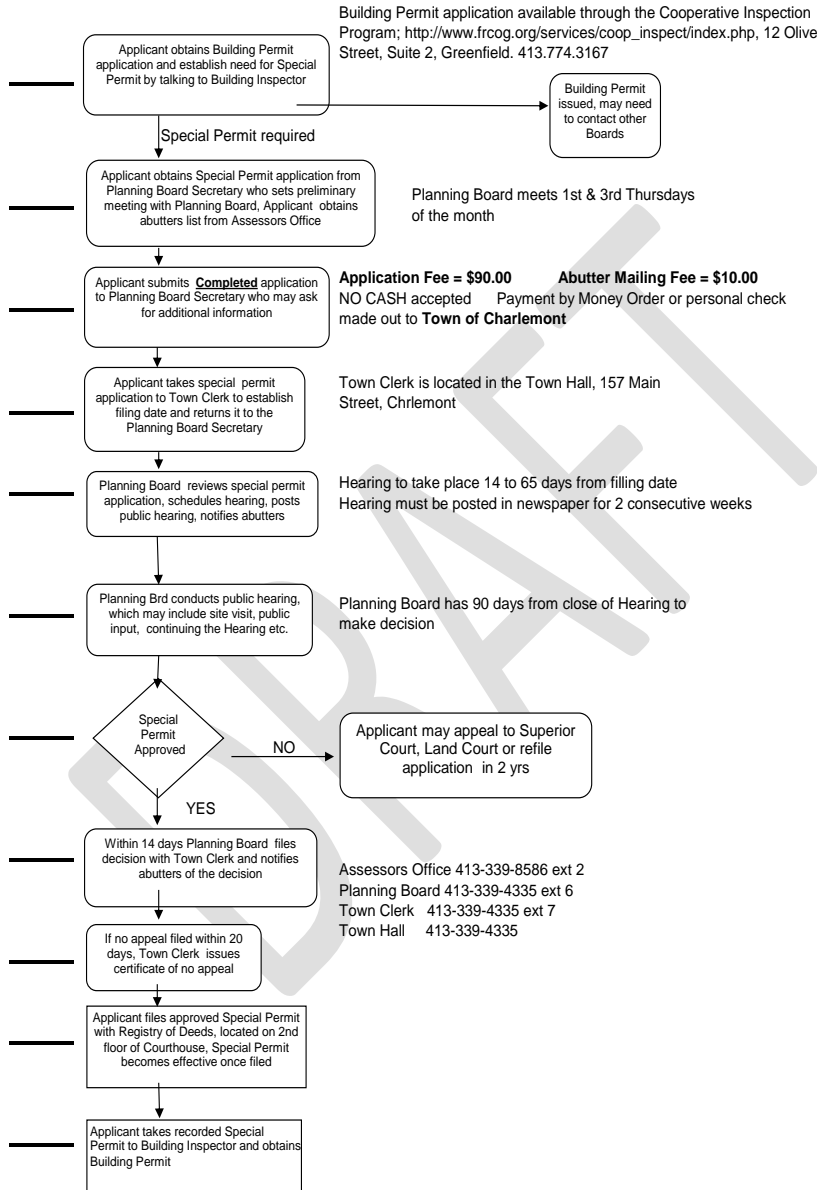 Building Permit application available through the Cooperative Inspection
Program; http://www.frcog.org/services/coop_inspect/index.php, 12 Olive
Street, Suite 2, Greenfield. 413.774.3167
Applicant obtains Building Permit
application and establish need for Special
Permit by talking to Building Inspector
Building Permit
issued, may need
to contact other
Boards
Special Permit required
Applicant obtains Special Permit application from
Planning Board Secretary who sets preliminary
meeting with Planning Board, Applicant obtains
abutters list from Assessors Office
Planning Board meets 1st & 3rd Thursdays
of the month
Applicant submits Completed application
to Planning Board Secretary who may ask
for additional information
Application Fee = $90.00 Abutter Mailing Fee = $10.00
NO CASH accepted Payment by Money Order or personal check
made out to Town of Charlemont
Applicant takes special permit
application to Town Clerk to establish
filing date and returns it to the
Planning Board Secretary
Town Clerk is located in the Town Hall, 157 Main
Street, Chrlemont
Planning Board reviews special permit
application, schedules hearing, posts
public hearing, notifies abutters
Hearing to take place 14 to 65 days from filling date
Hearing must be posted in newspaper for 2 consecutive weeks
Planning Brd conducts public hearing,
which may include site visit, public
input, continuing the Hearing etc.
Planning Board has 90 days from close of Hearing to
make decision
Special
Permit
Approved
NO
Applicant may appeal to Superior
Court, Land Court or refile
application in 2 yrs
YES
Within 14 days Planning Board files
decision with Town Clerk and notifies
abutters of the decision
Assessors Office 413-339-8586 ext 2
Planning Board 413-339-4335 ext 6
Town Clerk 413-339-4335 ext 7
Town Hall 413-339-4335
If no appeal filed within 20
days, Town Clerk issues
certificate of no appeal
Applicant files approved Special Permit
with Registry of Deeds, located on 2nd
floor of Courthouse, Special Permit
becomes effective once filed
Applicant takes recorded Special
Permit to Building Inspector and obtains
Building Permit
DRAFT